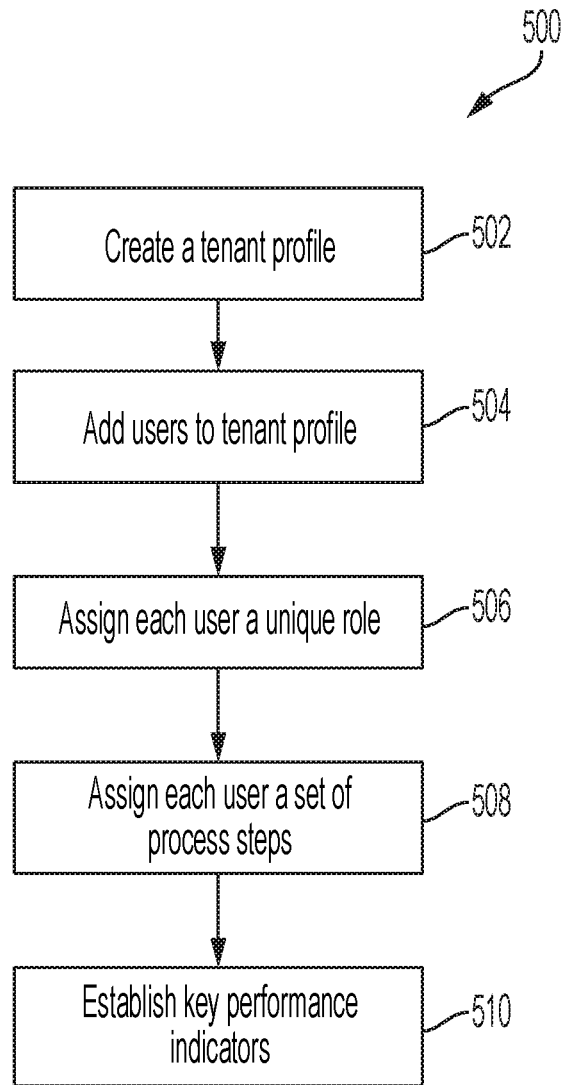 500
Create a tenant profile
502
Add users to tenant profile
504
Assign each user a unique role
506
Assign each user a set of
process steps
508
Establish key performance
indicators
510